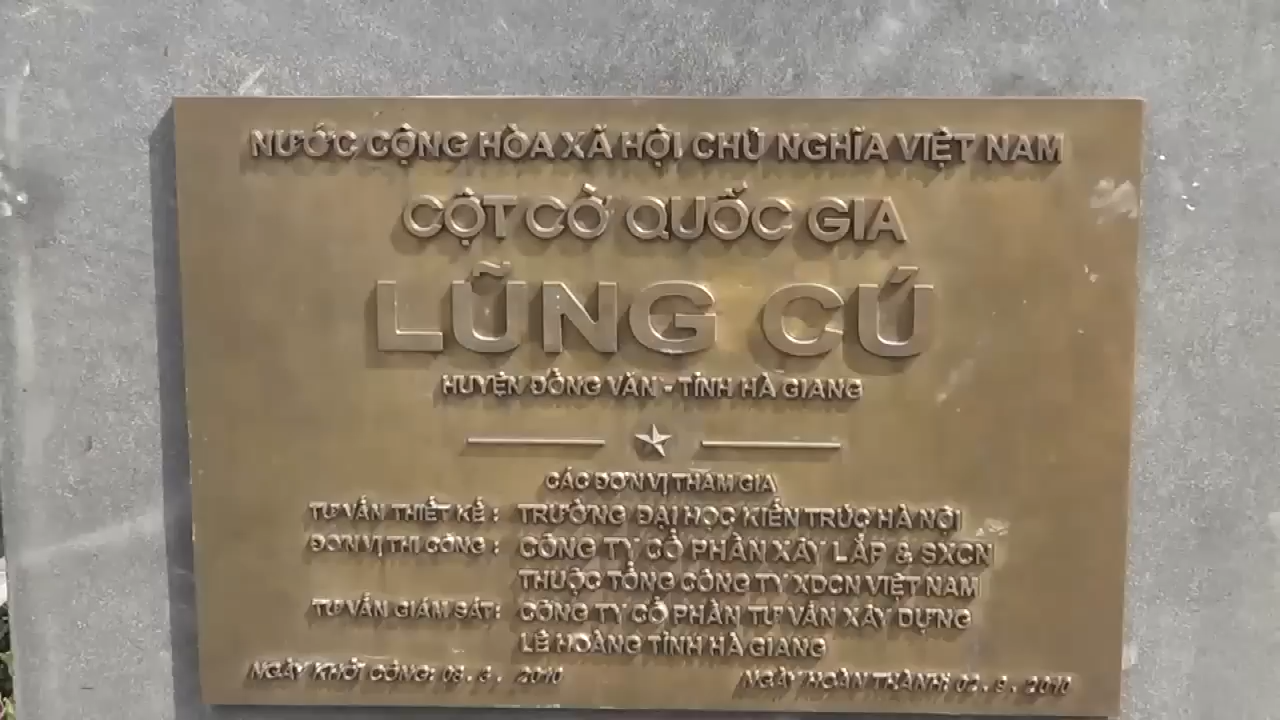 NƯỚC CỘNG HÒA XÃ HỘI CHỦ NGHĨA VIỆT NAM
CỘT CỜ QUỐC GIA
LŨNG CÚ
HUYỆN ĐỒNG VĂN - TỈNH HÀ GIANG
CÁC ĐƠN VỊ THAM GIA
TƯ VẤN THIẾT KẾ : TRƯỜNG ĐẠI HỌC KIẾN TRÚC HÀ NỘI
ĐƠN VỊ THI CÔNG : CÔNG TY CỔ PHẦN XÂY LẮP & SXCN
THUỘC TỔNG CÔNG TY XDCN VIỆT NAM
TƯ VẤN GIÁM SÁT: CÔNG TY CỔ PHẦN TƯ VẤN XÂY DỰNG
LÊ HOÀNG TỈNH HÀ GIANG
NGÀY KHỞI CÔNG: 2010
NGÀY HOÀN THÀNH: 2010